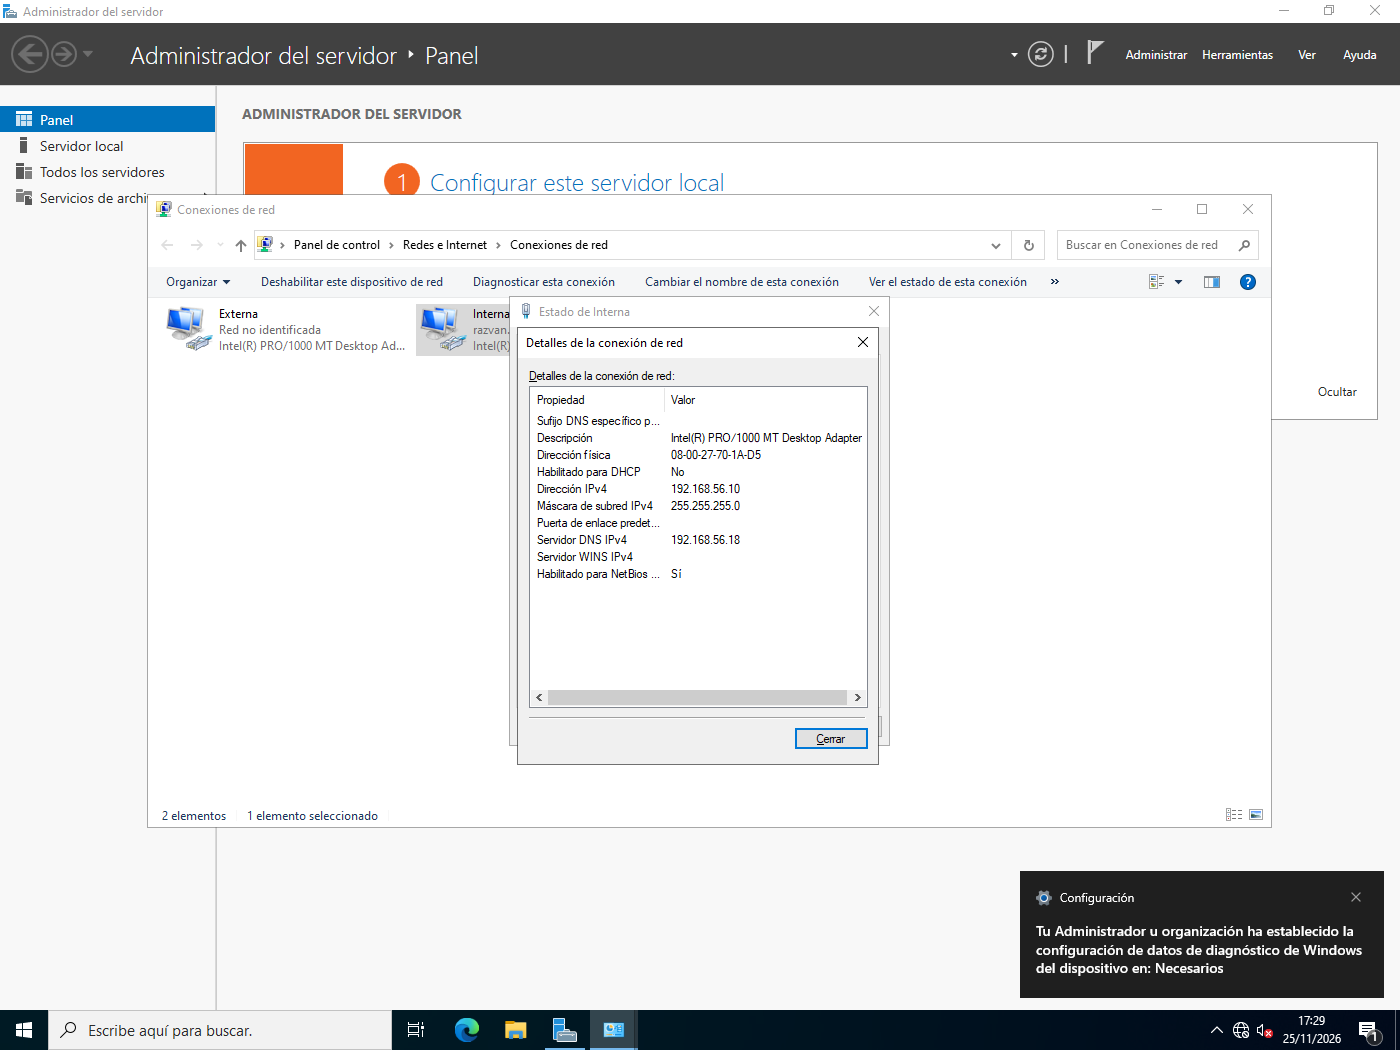 Administrador del servidor
Administrador del servidor
Panel
Administrar
Herramientas
Ver
Ayuda
Panel
Servidor local
Todos los servidores
Servicios de archi
ADMINISTRADOR DEL SERVIDOR
1 Configurar este servidor local
Ocultar
Conexiones de red
Panel de control
Redes e Internet
Conexiones de red
Buscar en Conexiones de red
Organizar
Deshabilitar este dispositivo de red
Diagnosticar esta conexión
Cambiar el nombre de esta conexión
Ver el estado de esta conexión
»
Externa
Red no identificada
Intel(R) PRO/1000 MT Desktop Ad...
Interna
razvan.
Intel(R)
Estado de Interna
Detalles de la conexión de red
Detalles de la conexión de red:
Propiedad Valor
Sufijo DNS específico p...
Descripción Intel(R) PRO/1000 MT Desktop Adapter
Dirección física 08-00-27-70-1A-D5
Habilitado para DHCP No
Dirección IPv4 192.168.56.10
Máscara de subred IPv4 255.255.255.0
Puerta de enlace predet...
Servidor DNS IPv4 192.168.56.18
Servidor WINS IPv4
Habilitado para NetBios ... Sí
Cerrar
2 elementos
1 elemento seleccionado
Configuración
Tu Administrador u organización ha establecido la
configuración de datos de diagnóstico de Windows
del dispositivo en: Necesarios
Escribe aquí para buscar.
17:29
25/11/2026
1